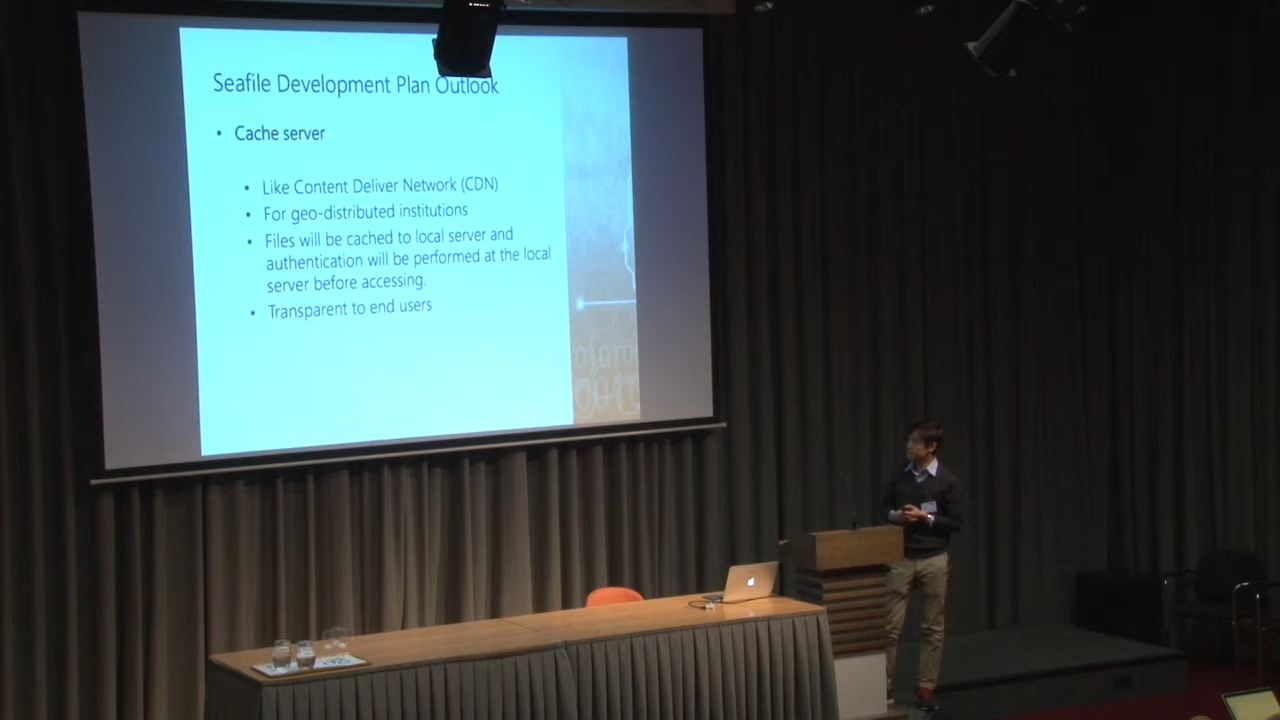 Seafile Development Plan Outlook
• Cache server
• Like Content Deliver Network (CDN)
• For geo-distributed institutions
• Files will be cached to local server and
authentication will be performed at the local
server before accessing.
• Transparent to end users